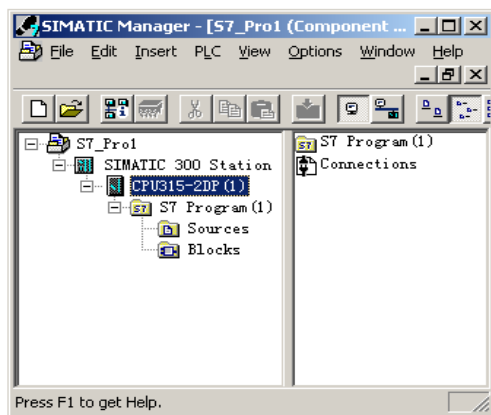 SIMATIC Manager - [S7_Pro1 (Component ...
File Edit Insert PLC View Options Window Help
S7_Pro1
SIMATIC 300 Station
CPU315-2DP(1)
S7 Program(1)
Sources
Blocks
S7 Program(1)
Connections
Press F1 to get Help.